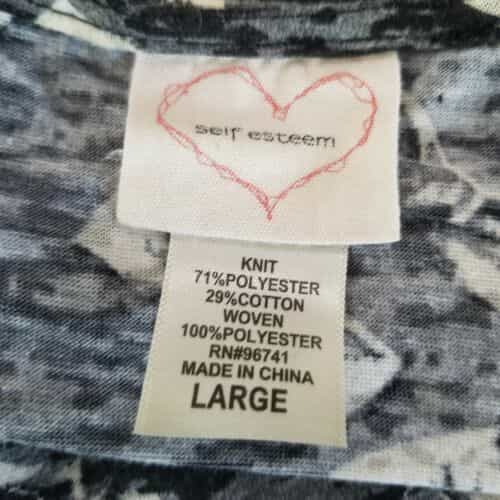 self esteem
KNIT
71%POLYESTER
29%COTTON
WOVEN
100%POLYESTER
RN#96741
MADE IN CHINA
LARGE